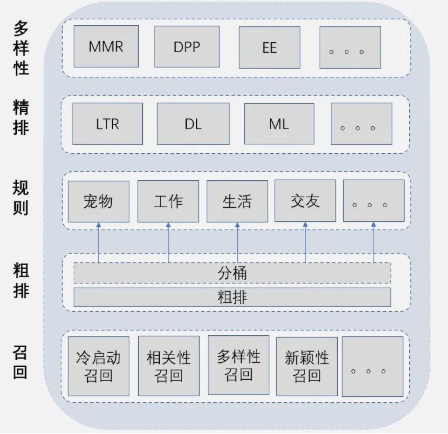 多样性
MMR DPP EE 。。。
精排
LTR DL ML 。。。
规则
宠物 工作 生活 交友 。。。
粗排
分桶
粗排
召回
冷启动召回 相关性召回 多样性召回 新颖性召回 。。。